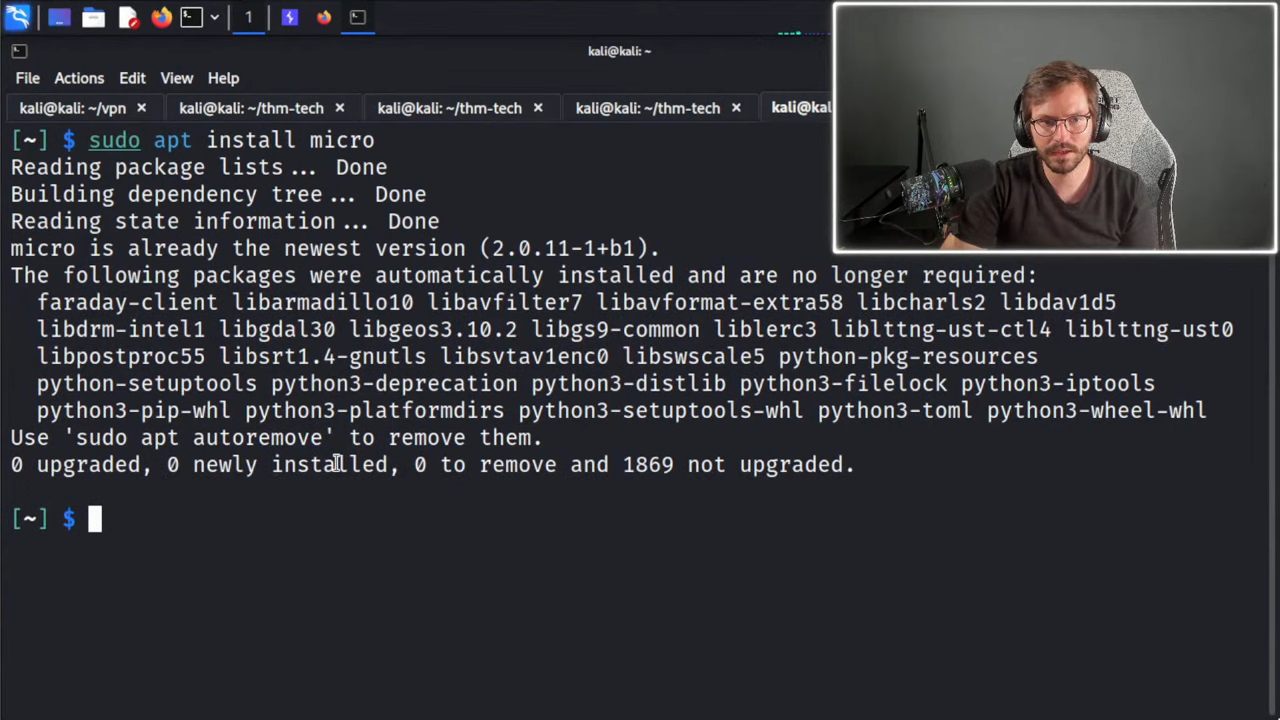 1
kali@kali: ~
File Actions Edit View Help
kali@kali: ~/vpn × kali@kali: ~/thm-tech × kali@kali: ~/thm-tech × kali@kali: ~/thm-tech × kali@kali:
[~] $ sudo apt install micro
Reading package lists... Done
Building dependency tree... Done
Reading state information... Done
micro is already the newest version (2.0.11-1+b1).
The following packages were automatically installed and are no longer required:
faraday-client libarmadillo10 libavfilter7 libavformat-extra58 libcharls2 libdav1d5
libdrm-intel1 libgdal30 libgeos3.10.2 libgs9-common liblerc3 liblttng-ust-ctl4 liblttng-ust0
libpostproc55 libsrt1.4-gnutls libsvtav1enc0 libswscale5 python-pkg-resources
python-setuptools python3-deprecation python3-distlib python3-filelock python3-iptools
python3-pip-whl python3-platformdirs python3-setuptools-whl python3-toml python3-wheel-whl
Use 'sudo apt autoremove' to remove them.
0 upgraded, 0 newly installed, 0 to remove and 1869 not upgraded.
[~] $